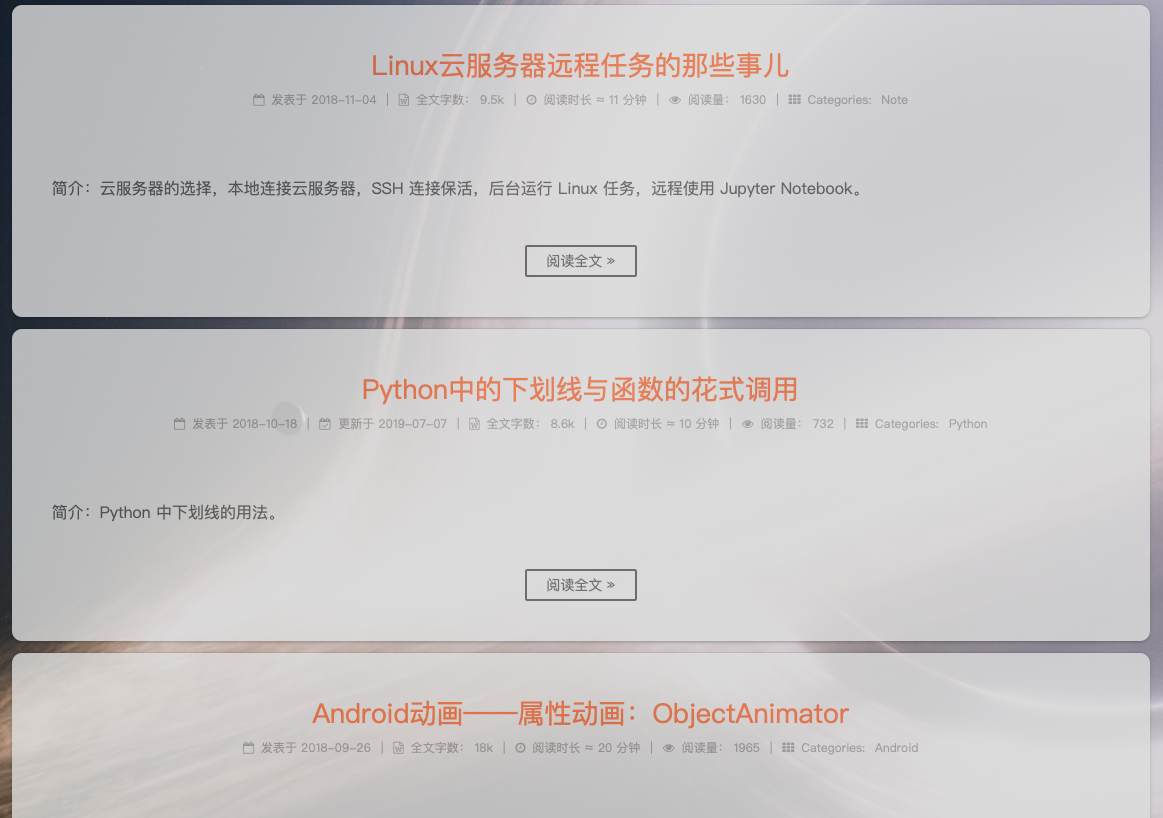 Linux云服务器远程任务的那些事儿
发表于 2018-11-04 | 全文字数： 9.5k | 阅读时长 ≈ 11 分钟 | 阅读量： 1630 | Categories: Note
简介：云服务器的选择，本地连接云服务器，SSH 连接保活，后台运行 Linux 任务，远程使用 Jupyter Notebook。
阅读全文 »
Python中的下划线与函数的花式调用
发表于 2018-10-18 | 更新于 2019-07-07 | 全文字数： 8.6k | 阅读时长 ≈ 10 分钟 | 阅读量： 732 | Categories: Python
简介：Python 中下划线的用法。
阅读全文 »
Android动画——属性动画：ObjectAnimator
发表于 2018-09-26 | 全文字数： 18k | 阅读时长 ≈ 20 分钟 | 阅读量： 1965 | Categories: Android